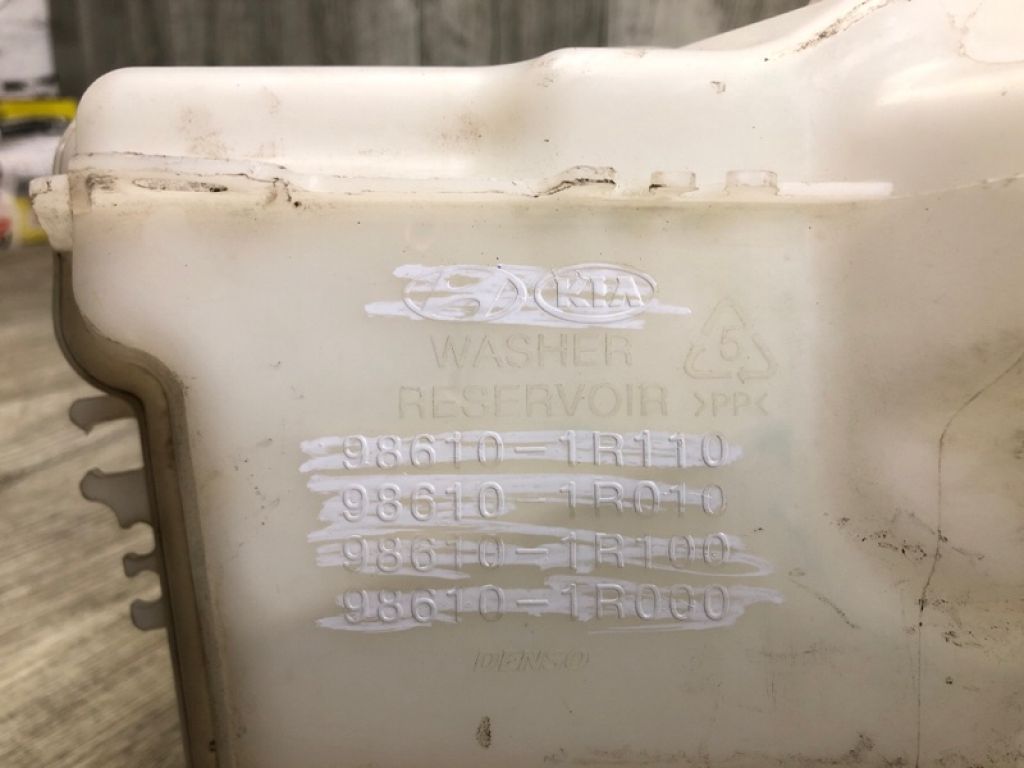 KIA
WASHER
RESERVOIR
5
>PP<
98610-1R110
98610-1R010
98610-1R100
98610-1R000